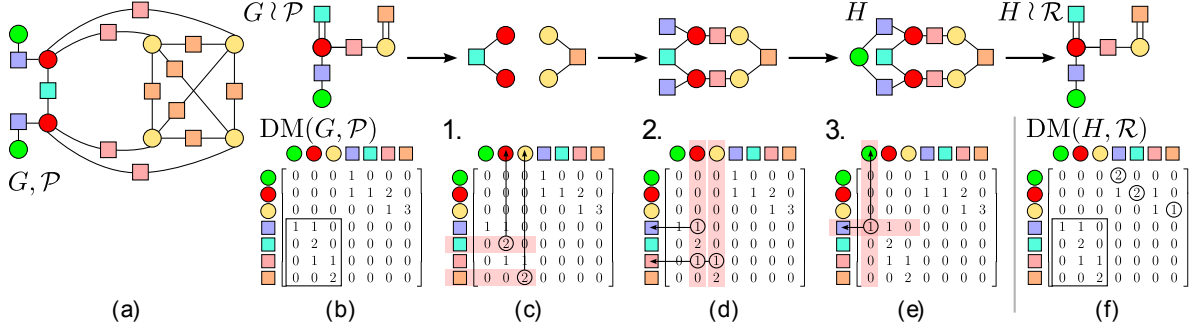 G ≀ P
H
H ≀ R
G, P
DM(G, P)
0 0 0 1 0 0 0
0 0 0 1 1 2 0
0 0 0 0 0 1 3
1 1 0 0 0 0 0
0 2 0 0 0 0 0
0 1 1 0 0 0 0
0 0 2 0 0 0 0
1.
0 0 0 1 0 0 0
0 0 0 1 1 2 0
0 0 0 0 0 1 3
1 1 0 0 0 0 0
0 2 0 0 0 0 0
0 1 1 0 0 0 0
0 0 2 0 0 0 0
2.
0 0 0 1 0 0 0
0 0 0 1 1 2 0
0 0 0 0 0 1 3
1 1 0 0 0 0 0
0 2 0 0 0 0 0
0 1 1 0 0 0 0
0 0 2 0 0 0 0
3.
0 0 0 1 0 0 0
0 0 0 1 1 2 0
0 0 0 0 0 1 3
1 1 0 0 0 0 0
0 2 0 0 0 0 0
0 1 1 0 0 0 0
0 0 2 0 0 0 0
DM(H, R)
0 0 0 2 0 0 0
0 0 0 1 2 1 0
0 0 0 0 0 1 1
1 1 0 0 0 0 0
0 2 0 0 0 0 0
0 1 1 0 0 0 0
0 0 2 0 0 0 0
(a) (b) (c) (d) (e) (f)